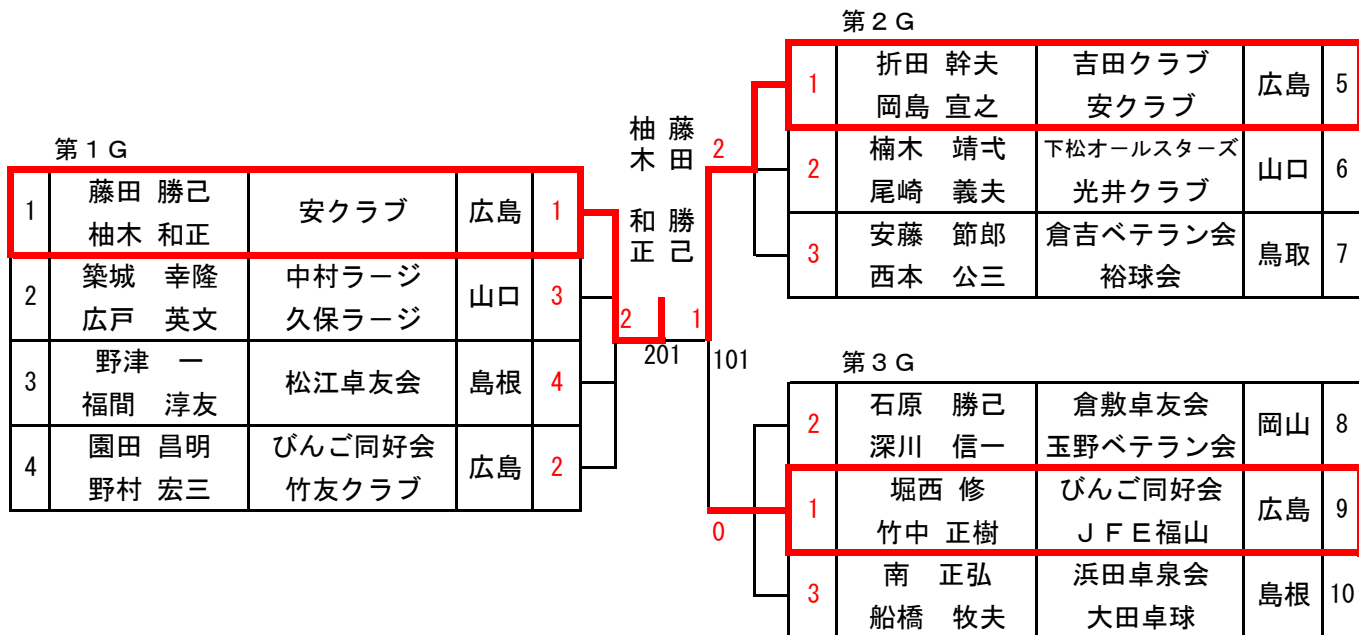 第２Ｇ
1 折田 幹夫 吉田クラブ 広島 5
岡島 宣之 安クラブ
2 楠木 靖弌 下松オールスターズ 山口 6
尾崎 義夫 光井クラブ
3 安藤 節郎 倉吉ベテラン会 鳥取 7
西本 公三 裕球会
藤田 勝己
柚木 和正
2
第１Ｇ
1 藤田 勝己 安クラブ 広島 1
柚木 和正
2 築城 幸隆 中村ラージ 山口 3
広戸 英文 久保ラージ
3 野津 一 松江卓友会 島根 4
福間 淳友
4 園田 昌明 びんご同好会 広島 2
野村 宏三 竹友クラブ
2 1
201 101
0
第３Ｇ
2 石原 勝己 倉敷卓友会 岡山 8
深川 信一 玉野ベテラン会
1 堀西 修 びんご同好会 広島 9
竹中 正樹 ＪＦＥ福山
3 南 正弘 浜田卓泉会 島根 10
船橋 牧夫 大田卓球